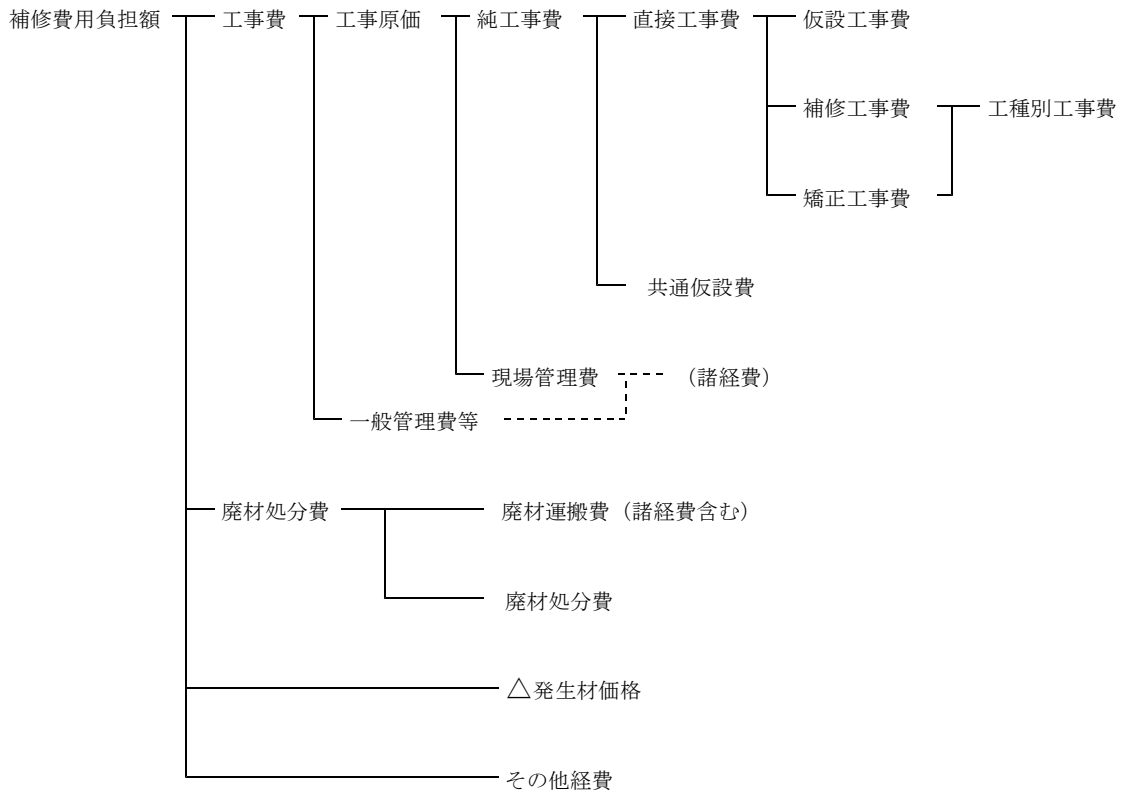 補修費用負担額 工事費 工事原価 純工事費 直接工事費 仮設工事費
補修工事費 工種別工事費
矯正工事費
共通仮設費
現場管理費 （諸経費）
一般管理費等
廃材処分費 廃材運搬費（諸経費含む）
廃材処分費
△発生材価格
その他経費